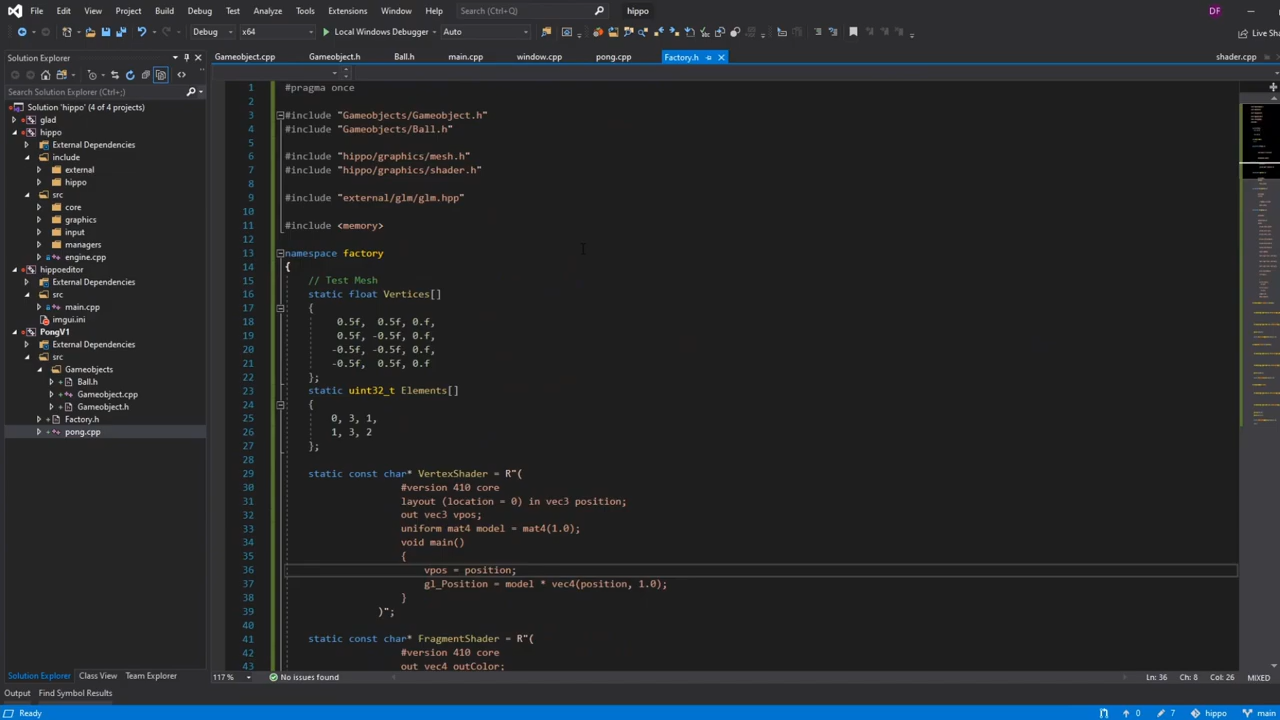 File Edit View Git Project Build Debug Test Analyze Tools Extensions Window Help Search (Ctrl+Q) hippo DF
Debug x64 Local Windows Debugger Auto Live Sha
Solution Explorer
Search Solution Explorer (Ctrl+;)
Solution 'hippo' (4 of 4 projects)
glad
hippo
External Dependencies
include
external
hippo
src
core
graphics
input
managers
engine.cpp
hippoeditor
External Dependencies
src
main.cpp
imgui.ini
PongV1
External Dependencies
src
Gameobjects
Ball.h
Gameobject.cpp
Gameobject.h
Factory.h
pong.cpp
Solution Explorer Class View Team Explorer
Gameobject.cpp Gameobject.h Ball.h main.cpp window.cpp pong.cpp Factory.h shader.cpp
1 #pragma once
2
3 #include "Gameobjects/Gameobject.h"
4 #include "Gameobjects/Ball.h"
5
6 #include "hippo/graphics/mesh.h"
7 #include "hippo/graphics/shader.h"
8
9 #include "external/glm/glm.hpp"
10
11 #include <memory>
12
13 namespace factory
14 {
15 // Test Mesh
16 static float Vertices[]
17 {
18 0.5f, 0.5f, 0.f,
19 0.5f, -0.5f, 0.f,
20 -0.5f, -0.5f, 0.f,
21 -0.5f, 0.5f, 0.f
22 };
23 static uint32_t Elements[]
24 {
25 0, 3, 1,
26 1, 3, 2
27 };
28
29 static const char* VertexShader = R"(
30 #version 410 core
31 layout (location = 0) in vec3 position;
32 out vec3 vpos;
33 uniform mat4 model = mat4(1.0);
34 void main()
35 {
36 vpos = position;
37 gl_Position = model * vec4(position, 1.0);
38 }
39 )";
40
41 static const char* FragmentShader = R"(
42 #version 410 core
43 out vec4 outColor;
117 % No issues found Ln: 36 Ch: 8 Col: 26 MIXED
Output Find Symbol Results
Ready 0 7 hippo main